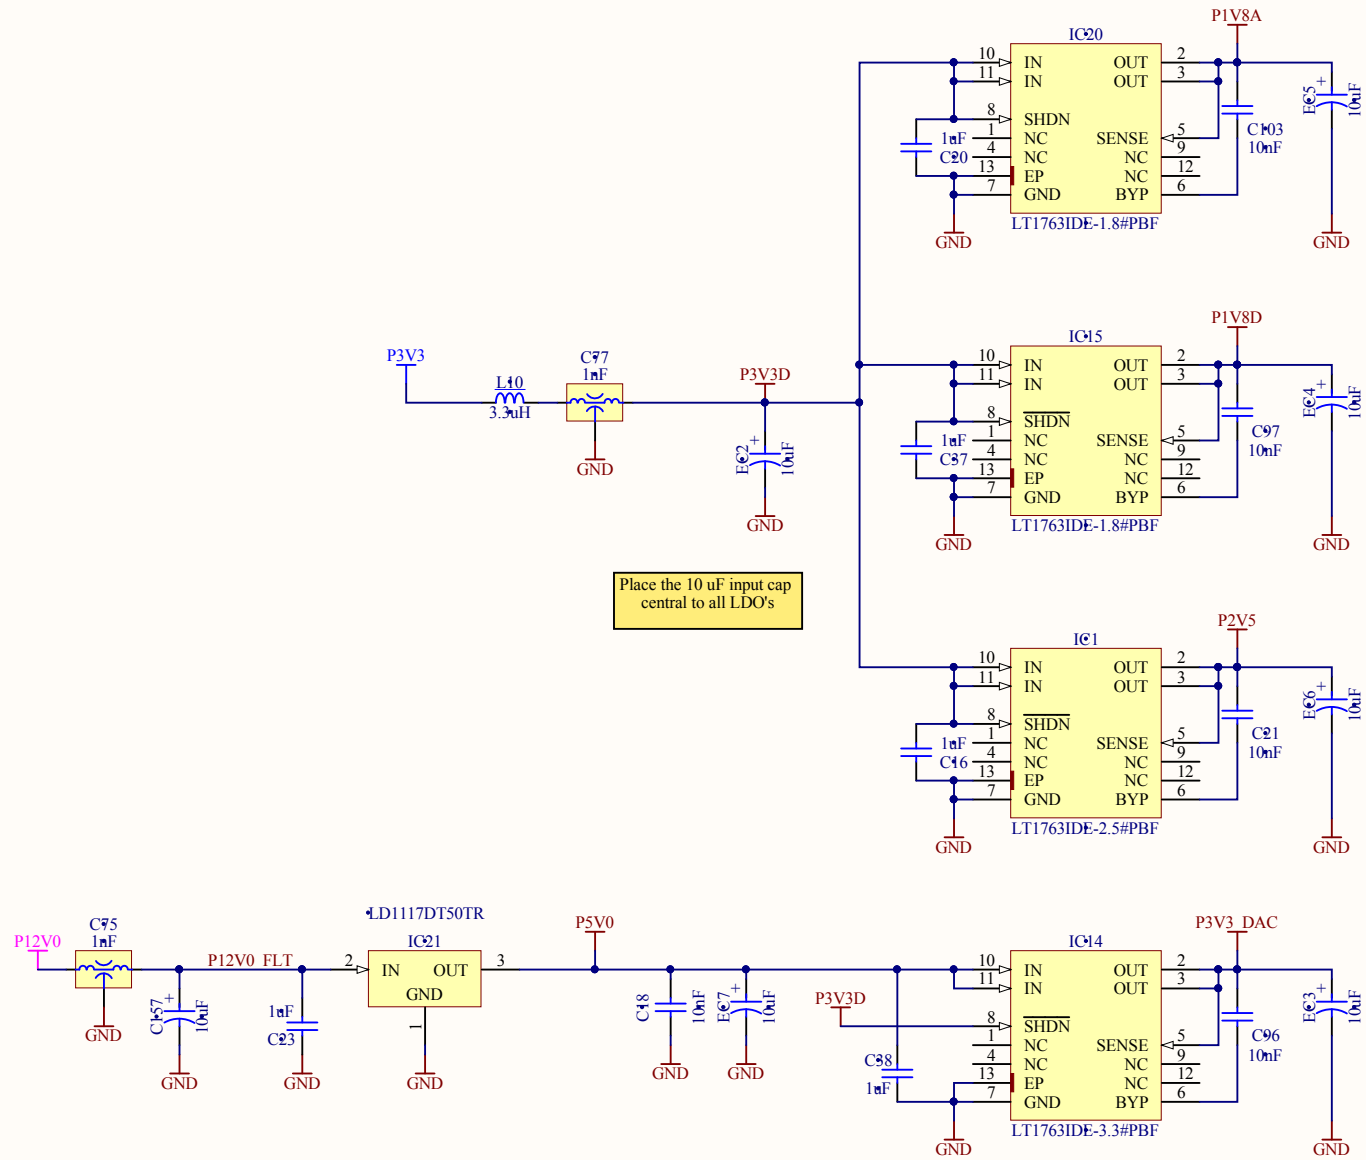 P1V8A
IC20
10 IN OUT 2
11 IN OUT 3
8 SHDN
1 NC SENSE 5
4 NC NC 9
13 EP NC 12
7 GND BYP 6
LT1763IDE-1.8#PBF
1uF
C20
GND
C103
10nF
EC5
+
10uF
GND
P1V8D
IC15
10 IN OUT 2
11 IN OUT 3
8 SHDN
1 NC SENSE 5
4 NC NC 9
13 EP NC 12
7 GND BYP 6
LT1763IDE-1.8#PBF
1uF
C37
GND
C97
10nF
EC4
+
10uF
GND
P3V3
L10
3.3uH
C77
1nF
GND
P3V3D
EC2
+
10uF
GND
Place the 10 uF input cap
central to all LDO's
P2V5
IC1
10 IN OUT 2
11 IN OUT 3
8 SHDN
1 NC SENSE 5
4 NC NC 9
13 EP NC 12
7 GND BYP 6
LT1763IDE-2.5#PBF
1uF
C16
GND
C21
10nF
EC6
+
10uF
GND
P12V0
C75
1nF
GND
P12V0_FLT
C157
+
10uF
GND
1uF
C23
GND
LD1117DT50TR
IC21
2 IN OUT 3
GND
1
GND
P5V0
C18
10nF
GND
EC7
+
10uF
GND
P3V3D
C38
1uF
P3V3_DAC
IC14
10 IN OUT 2
11 IN OUT 3
8 SHDN
1 NC SENSE 5
4 NC NC 9
13 EP NC 12
7 GND BYP 6
LT1763IDE-3.3#PBF
GND
C96
10nF
EC3
+
10uF
GND